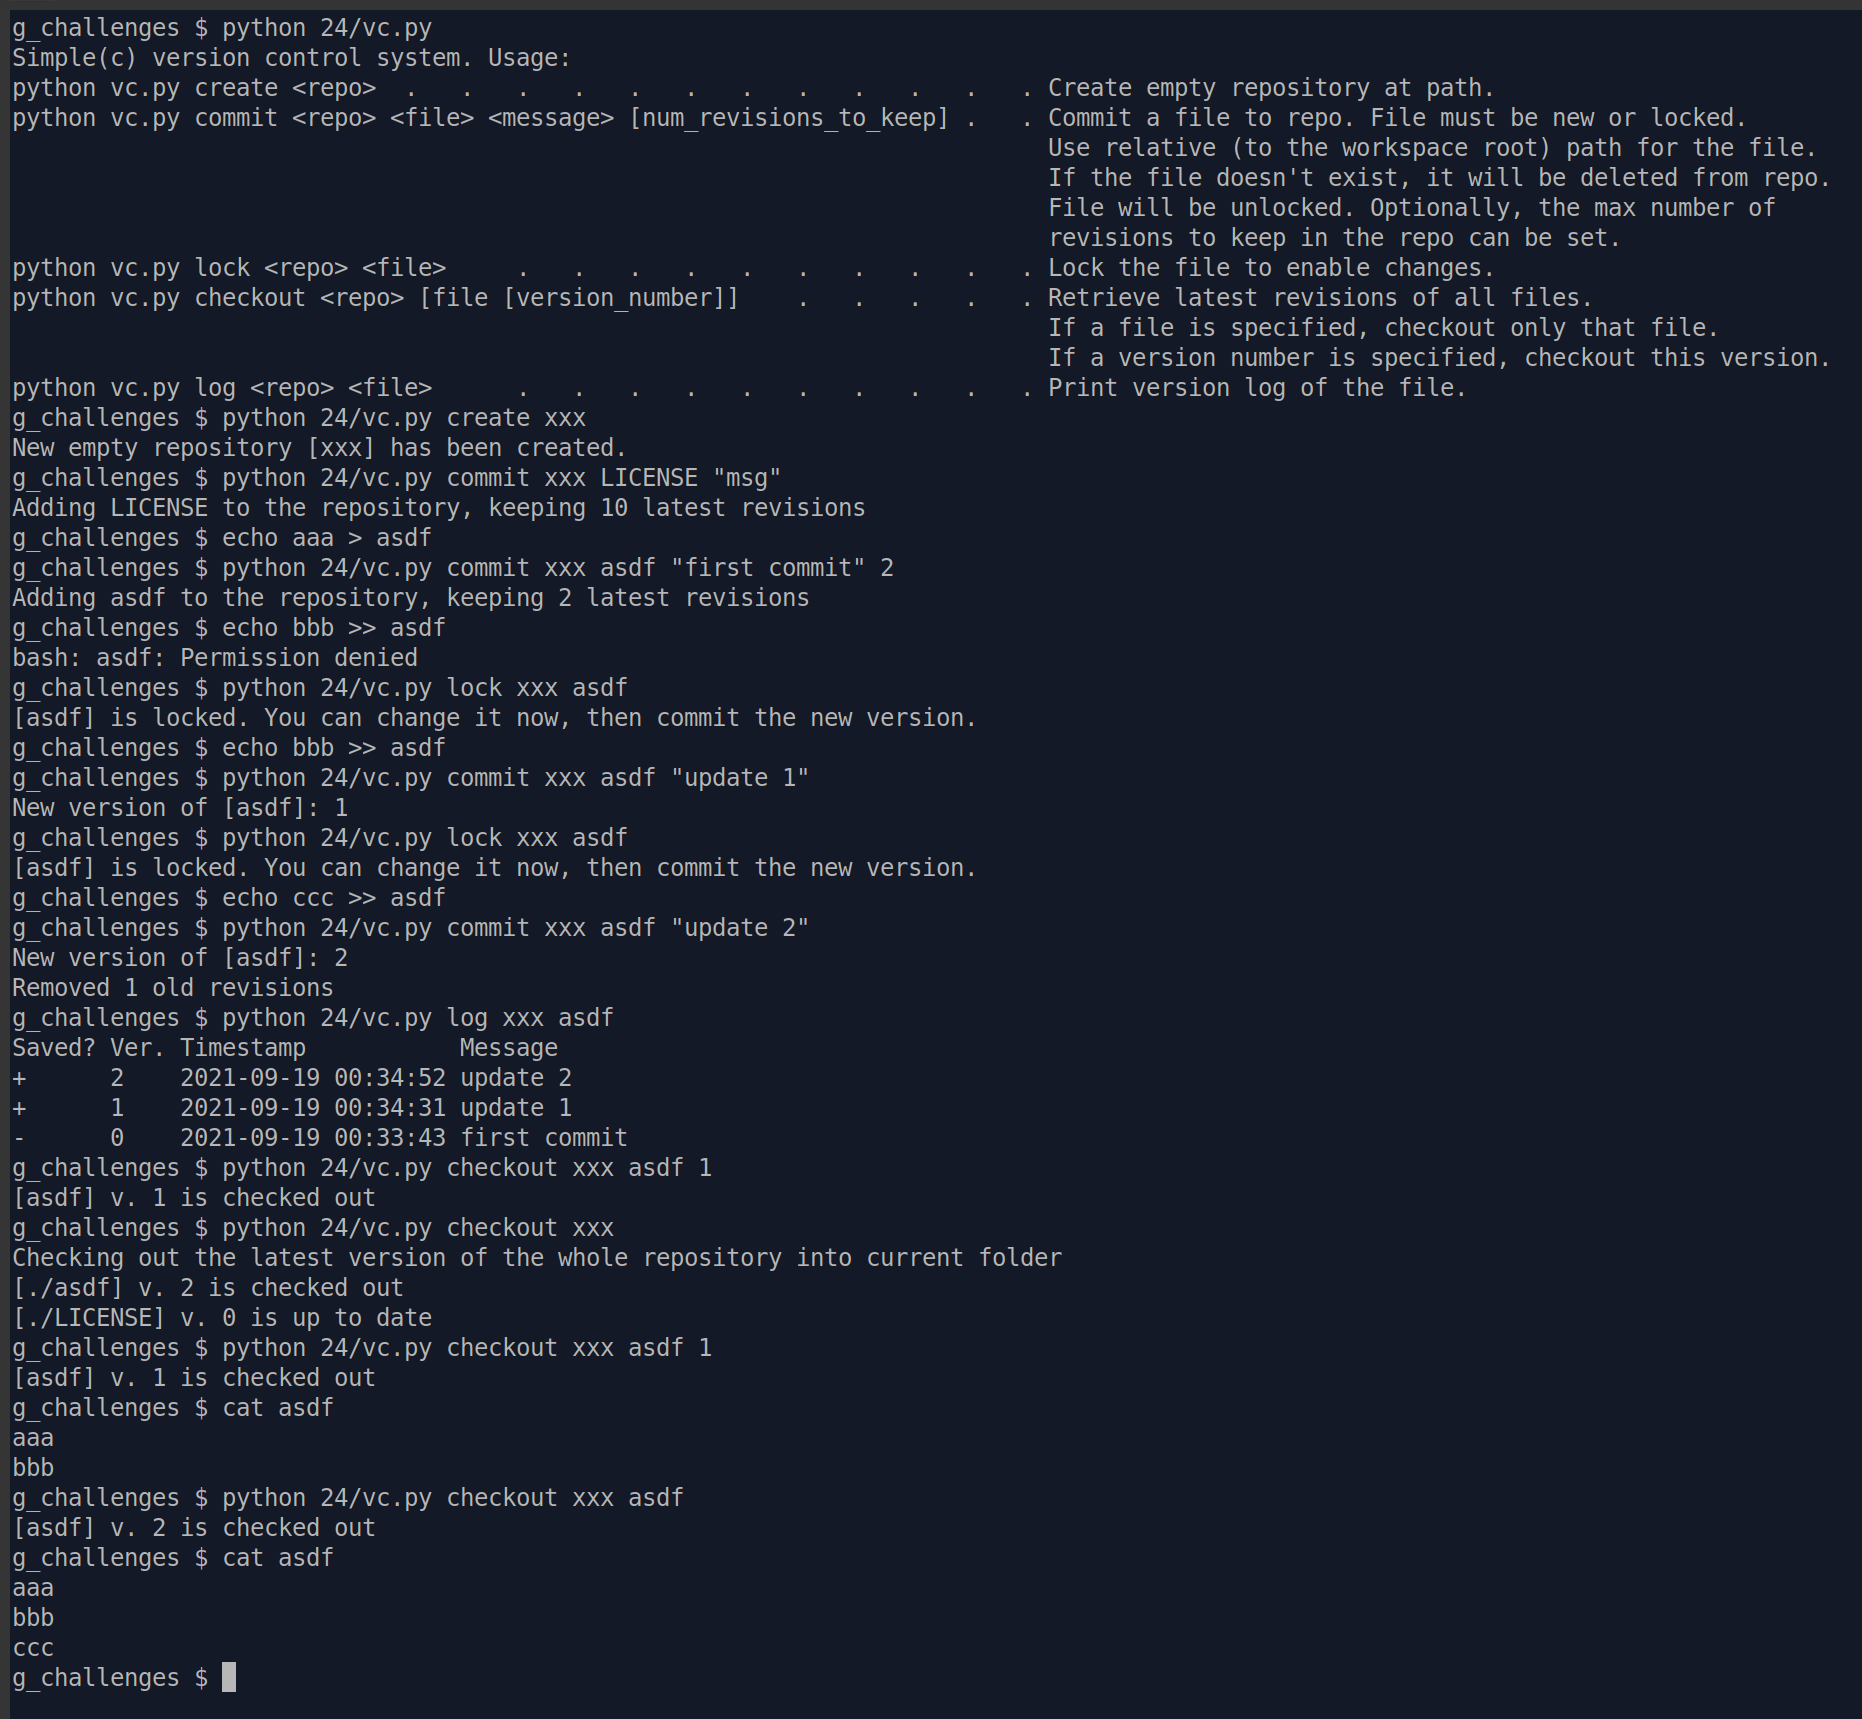 g_challenges $ python 24/vc.py
Simple(c) version control system. Usage:
python vc.py create <repo>  .   .   .   .   .   .   .   .   .   .   .   . Create empty repository at path.
python vc.py commit <repo> <file> <message> [num_revisions_to_keep] .   . Commit a file to repo. File must be new or locked.
                                                                          Use relative (to the workspace root) path for the file.
                                                                          If the file doesn't exist, it will be deleted from repo.
                                                                          File will be unlocked. Optionally, the max number of
                                                                          revisions to keep in the repo can be set.
python vc.py lock <repo> <file>     .   .   .   .   .   .   .   .   .   . Lock the file to enable changes.
python vc.py checkout <repo> [file [version_number]]    .   .   .   .   . Retrieve latest revisions of all files.
                                                                          If a file is specified, checkout only that file.
                                                                          If a version number is specified, checkout this version.
python vc.py log <repo> <file>      .   .   .   .   .   .   .   .   .   . Print version log of the file.
g_challenges $ python 24/vc.py create xxx
New empty repository [xxx] has been created.
g_challenges $ python 24/vc.py commit xxx LICENSE "msg"
Adding LICENSE to the repository, keeping 10 latest revisions
g_challenges $ echo aaa > asdf
g_challenges $ python 24/vc.py commit xxx asdf "first commit" 2
Adding asdf to the repository, keeping 2 latest revisions
g_challenges $ echo bbb >> asdf
bash: asdf: Permission denied
g_challenges $ python 24/vc.py lock xxx asdf
[asdf] is locked. You can change it now, then commit the new version.
g_challenges $ echo bbb >> asdf
g_challenges $ python 24/vc.py commit xxx asdf "update 1"
New version of [asdf]: 1
g_challenges $ python 24/vc.py lock xxx asdf
[asdf] is locked. You can change it now, then commit the new version.
g_challenges $ echo ccc >> asdf
g_challenges $ python 24/vc.py commit xxx asdf "update 2"
New version of [asdf]: 2
Removed 1 old revisions
g_challenges $ python 24/vc.py log xxx asdf
Saved? Ver. Timestamp           Message
+      2    2021-09-19 00:34:52 update 2
+      1    2021-09-19 00:34:31 update 1
-      0    2021-09-19 00:33:43 first commit
g_challenges $ python 24/vc.py checkout xxx asdf 1
[asdf] v. 1 is checked out
g_challenges $ python 24/vc.py checkout xxx
Checking out the latest version of the whole repository into current folder
[./asdf] v. 2 is checked out
[./LICENSE] v. 0 is up to date
g_challenges $ python 24/vc.py checkout xxx asdf 1
[asdf] v. 1 is checked out
g_challenges $ cat asdf
aaa
bbb
g_challenges $ python 24/vc.py checkout xxx asdf
[asdf] v. 2 is checked out
g_challenges $ cat asdf
aaa
bbb
ccc
g_challenges $